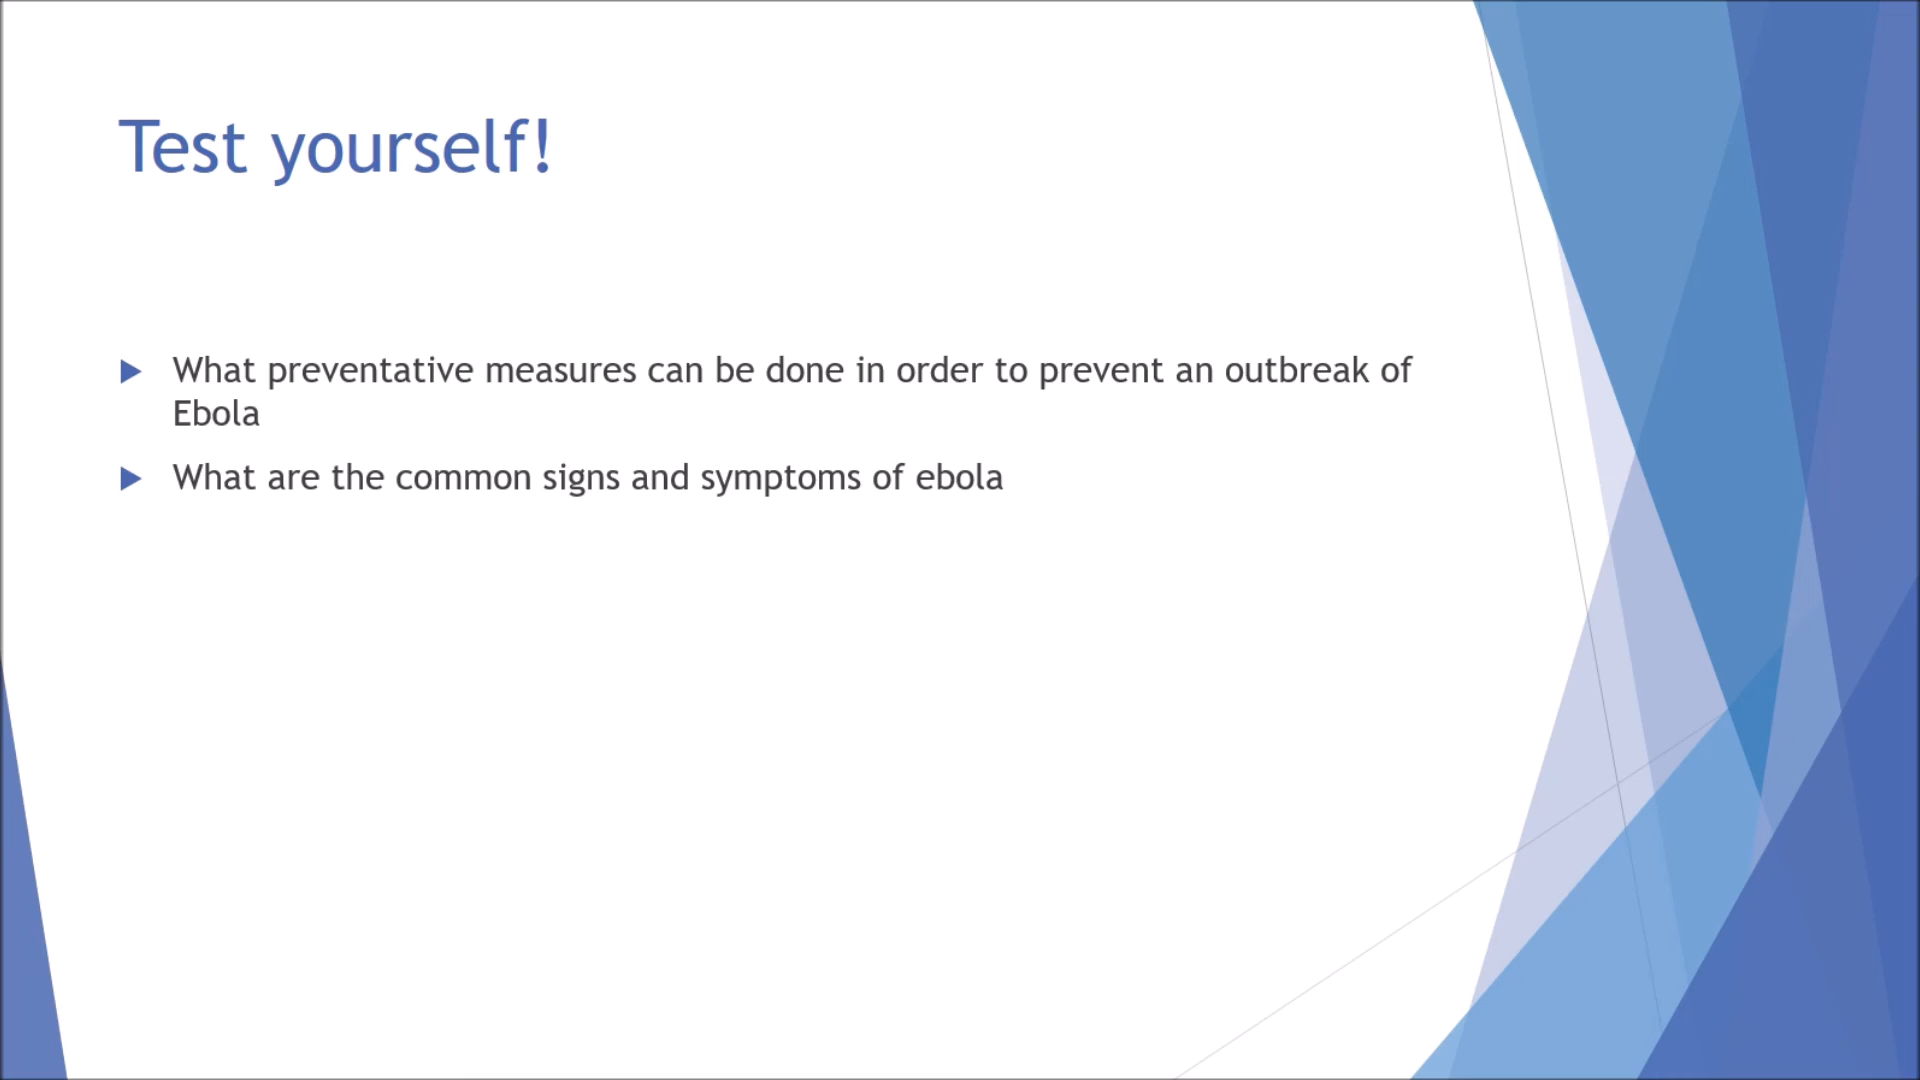 Test yourself!
What preventative measures can be done in order to prevent an outbreak of
Ebola
What are the common signs and symptoms of ebola